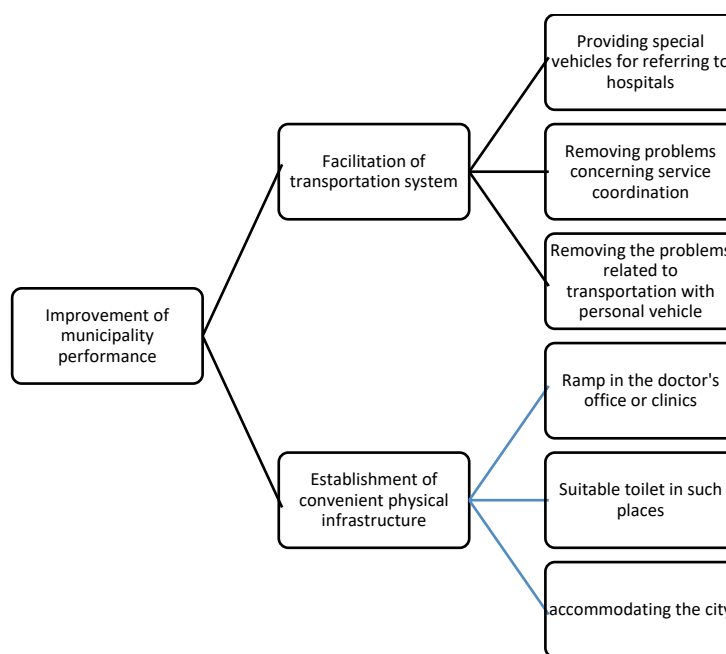 Providing special
vehicles for referring to
hospitals
Facilitation of
transportation system
Removing problems
concerning service
coordination
Removing the problems
related to
transportation with
personal vehicle
Improvement of
municipality
performance
Ramp in the doctor's
office or clinics
Establishment of
convenient physical
infrastructure
Suitable toilet in such
places
accommodating the city